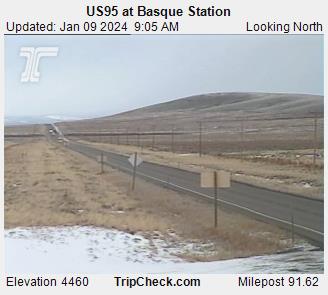 US95 at Basque Station
Updated: Jan 09 2024 9:05 AM Looking North
Elevation 4460 TripCheck.com Milepost 91.62